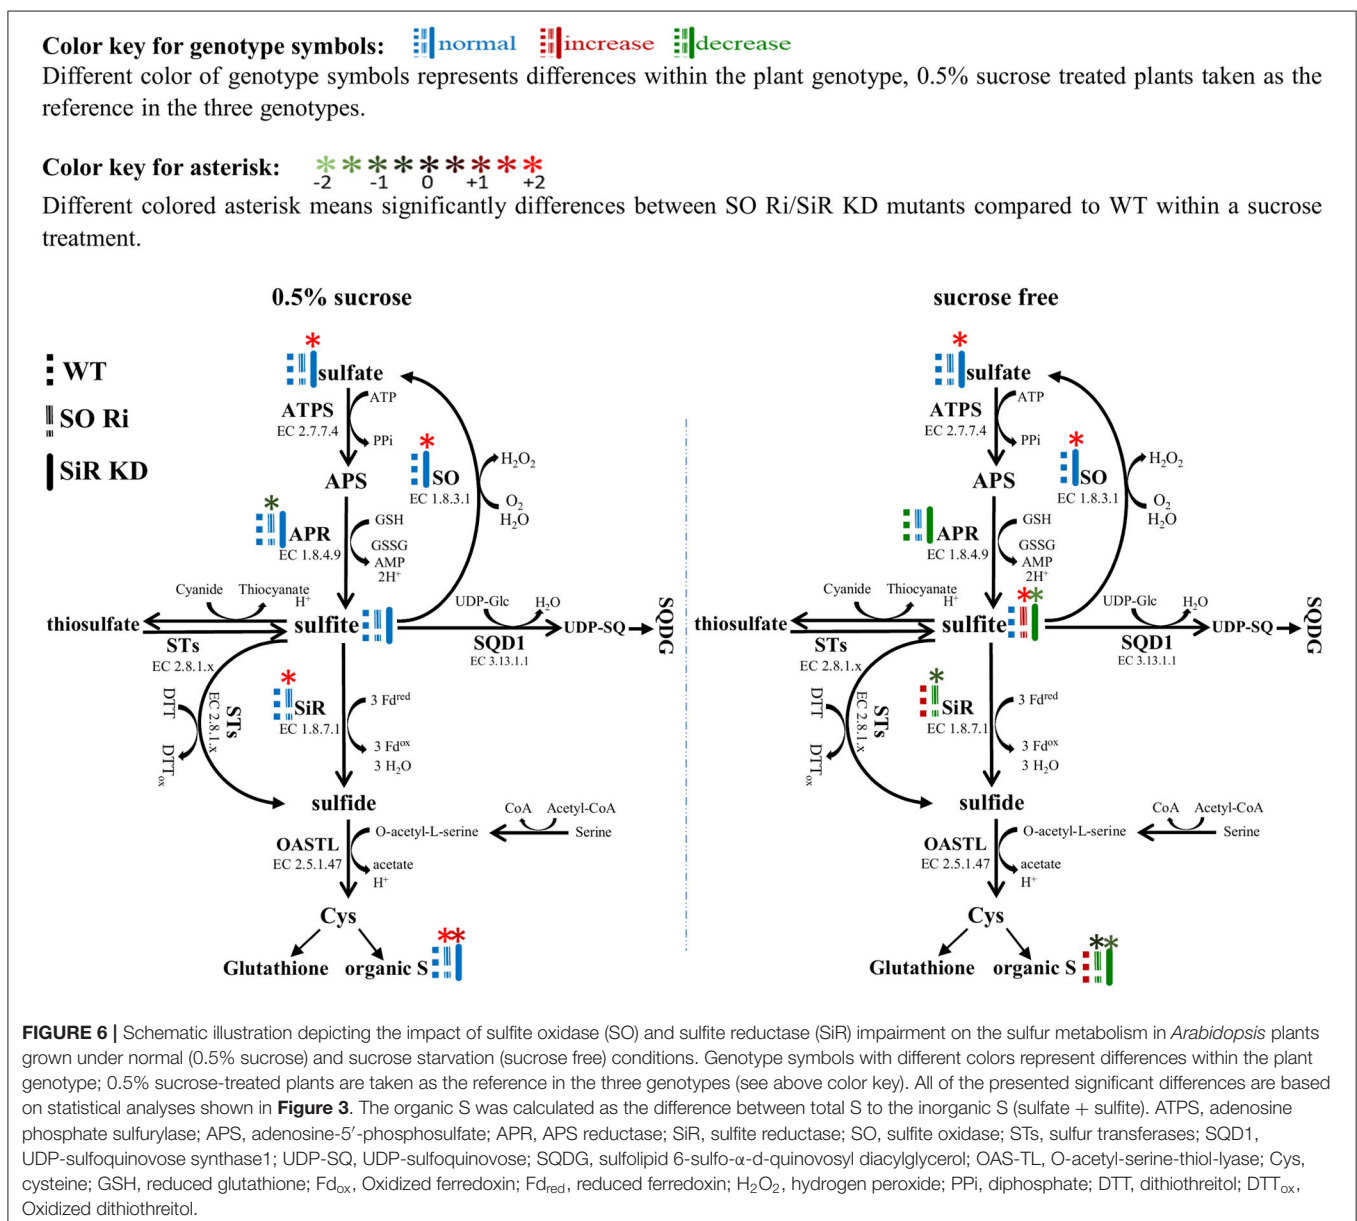 Color key for genotype symbols: normal increase decrease
Different color of genotype symbols represents differences within the plant genotype, 0.5% sucrose treated plants taken as the
reference in the three genotypes.
Color key for asterisk: * * * * * * * * *
-2 -1 0 +1 +2
Different colored asterisk means significantly differences between SO Ri/SiR KD mutants compared to WT within a sucrose
treatment.
0.5% sucrose
WT
SO Ri
SiR KD
*
sulfate
ATPS
EC 2.7.7.4
ATP
PPi
*
SO
EC 1.8.3.1
H2O2
O2
H2O
APS
*
APR
EC 1.8.4.9
GSH
GSSG
AMP
2H+
Cyanide
Thiocyanate
H+
thiosulfate
sulfite
STs
EC 2.8.1.x
UDP-Glc
H2O
SQD1
EC 3.13.1.1
UDP-SQ
SQDG
DTT
DTTox
EC 2.8.1.x
STs
*
SiR
EC 1.8.7.1
3 Fdred
3 Fdox
3 H2O
sulfide
OASTL
EC 2.5.1.47
O-acetyl-L-serine
CoA
Acetyl-CoA
Serine
acetate
H+
Cys
Glutathione
organic S
**
sucrose free
*
sulfate
ATPS
EC 2.7.7.4
ATP
PPi
*
SO
EC 1.8.3.1
H2O2
O2
H2O
APS
APR
EC 1.8.4.9
GSH
GSSG
AMP
2H+
Cyanide
Thiocyanate
H+
thiosulfate
sulfite
**
STs
EC 2.8.1.x
UDP-Glc
H2O
SQD1
EC 3.13.1.1
UDP-SQ
SQDG
DTT
DTTox
EC 2.8.1.x
STs
*
SiR
EC 1.8.7.1
3 Fdred
3 Fdox
3 H2O
sulfide
OASTL
EC 2.5.1.47
O-acetyl-L-serine
CoA
Acetyl-CoA
Serine
acetate
H+
Cys
Glutathione
organic S
**
FIGURE 6 | Schematic illustration depicting the impact of sulfite oxidase (SO) and sulfite reductase (SiR) impairment on the sulfur metabolism in Arabidopsis plants
grown under normal (0.5% sucrose) and sucrose starvation (sucrose free) conditions. Genotype symbols with different colors represent differences within the plant
genotype; 0.5% sucrose-treated plants are taken as the reference in the three genotypes (see above color key). All of the presented significant differences are based
on statistical analyses shown in Figure 3. The organic S was calculated as the difference between total S to the inorganic S (sulfate + sulfite). ATPS, adenosine
phosphate sulfurylase; APS, adenosine-5′-phosphosulfate; APR, APS reductase; SiR, sulfite reductase; SO, sulfite oxidase; STs, sulfur transferases; SQD1,
UDP-sulfoquinovose synthase1; UDP-SQ, UDP-sulfoquinovose; SQDG, sulfolipid 6-sulfo-α-d-quinovosyl diacylglycerol; OAS-TL, O-acetyl-serine-thiol-lyase; Cys,
cysteine; GSH, reduced glutathione; Fdox, Oxidized ferredoxin; Fdred, reduced ferredoxin; H2O2, hydrogen peroxide; PPi, diphosphate; DTT, dithiothreitol; DTTox,
Oxidized dithiothreitol.